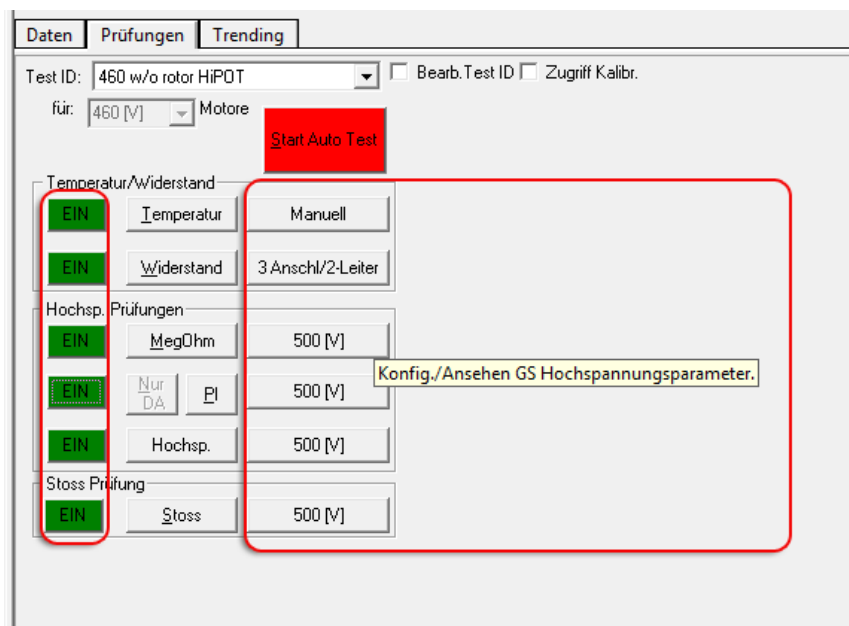 Daten Prüfungen Trending
Test ID: 460 w/o rotor HiPOT Bearb.Test ID Zugriff Kalibr.
für: 460 [V] Motore
Start Auto Test
Temperatur/Widerstand
EIN Temperatur Manuell
EIN Widerstand 3 Anschl/2-Leiter
Hochsp. Prüfungen
EIN MegOhm 500 [V]
Konfig./Ansehen GS Hochspannungsparameter.
EIN Nur DA PI 500 [V]
EIN Hochsp. 500 [V]
Stoss Prüfung
EIN Stoss 500 [V]